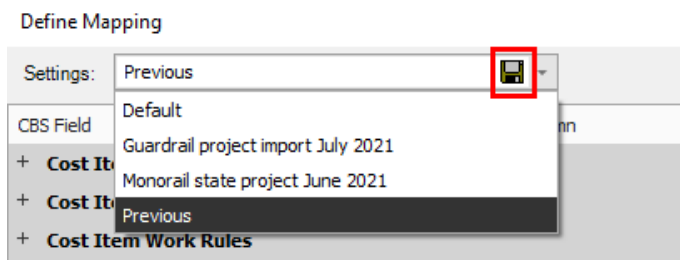 Define Mapping
Settings: Previous
Default
CBS Field mn
Guardrail project import July 2021
+ Cost Ite
Monorail state project June 2021
+ Cost Ite
Previous
+ Cost Item Work Rules